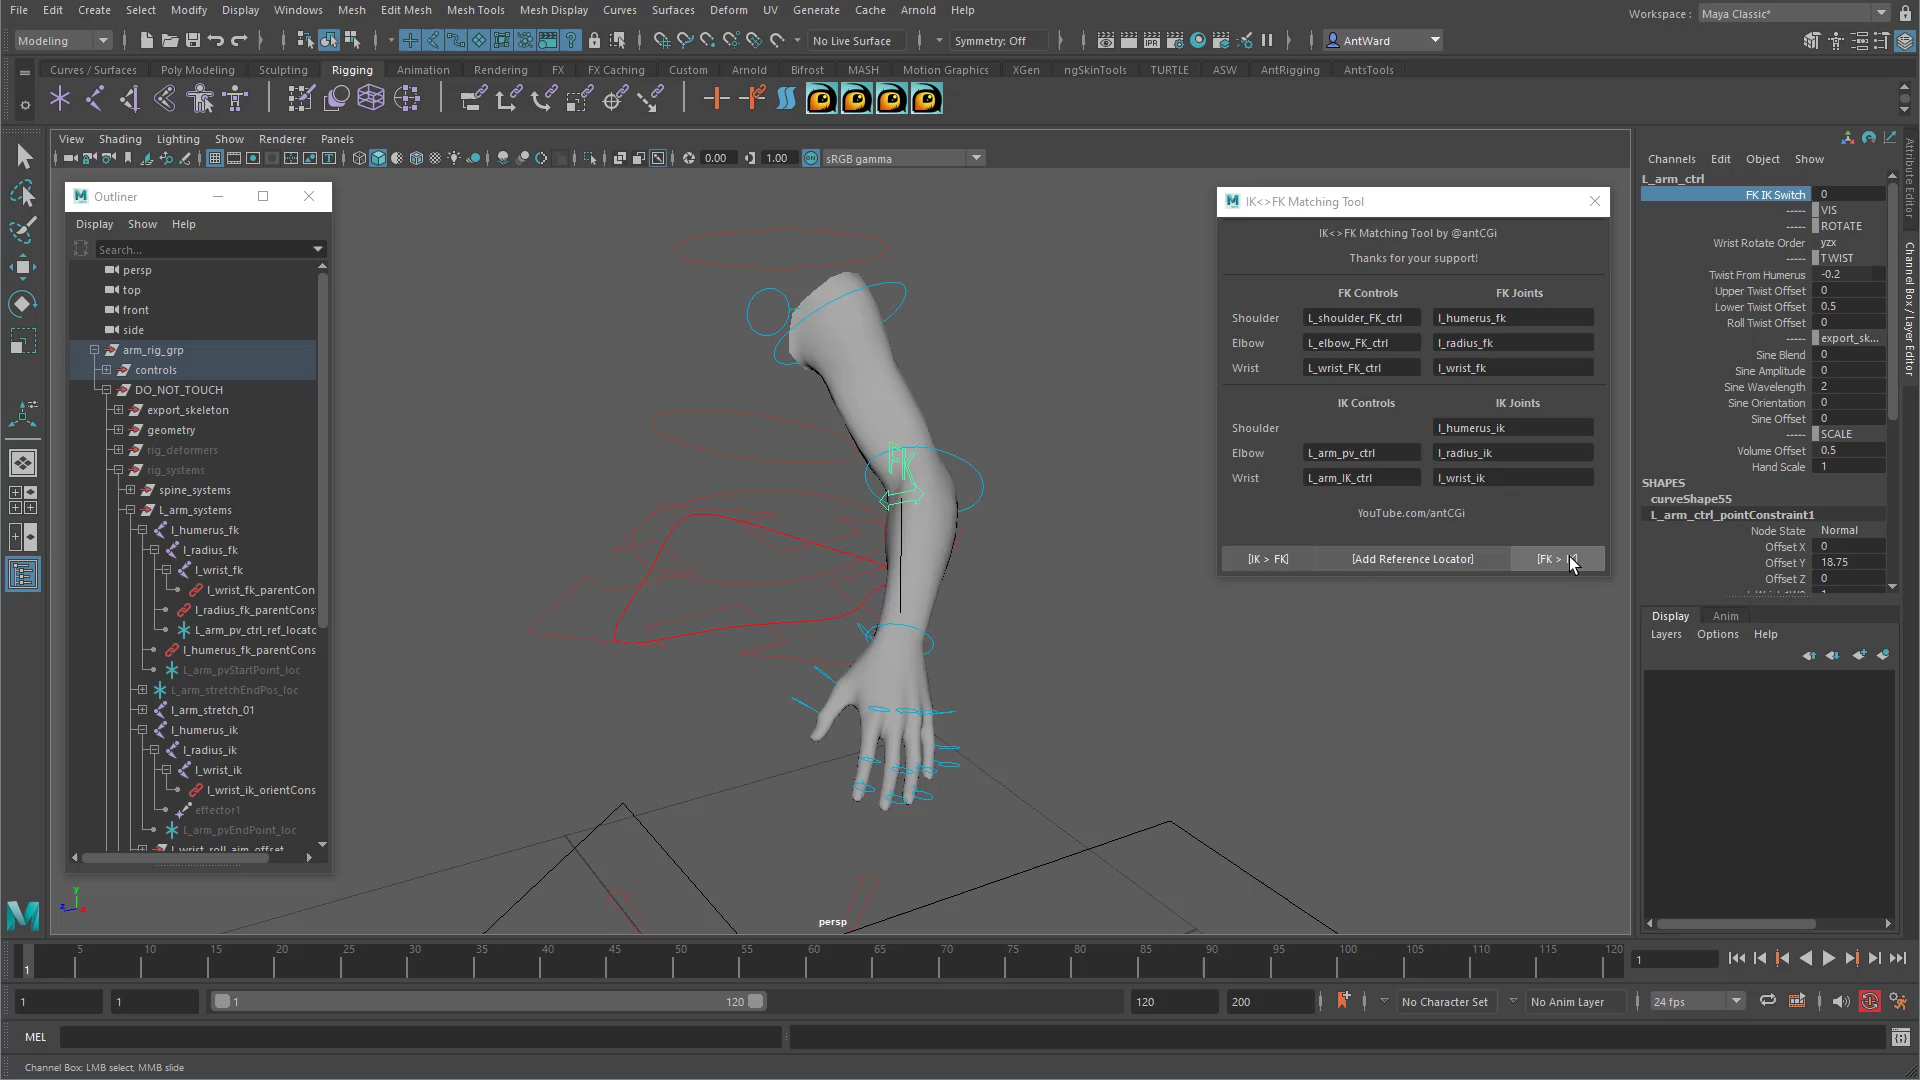 File Edit Create Select Modify Display Windows Mesh Edit Mesh Mesh Tools Mesh Display Curves Surfaces Deform UV Generate Cache Arnold Help
Workspace : Maya Classic*
Modeling
No Live Surface
Symmetry: Off
AntWard
Curves / Surfaces Poly Modeling Sculpting Rigging Animation Rendering FX FX Caching Custom Arnold Bifrost MASH Motion Graphics XGen ngSkinTools TURTLE ASW AntRigging AntsTools
View Shading Lighting Show Renderer Panels
0.00 1.00 ON sRGB gamma
Outliner
Display Show Help
Search...
persp
top
front
side
arm_rig_grp
controls
DO_NOT_TOUCH
export_skeleton
geometry
rig_deformers
rig_systems
spine_systems
L_arm_systems
l_humerus_fk
l_radius_fk
l_wrist_fk
l_wrist_fk_parentCon
l_radius_fk_parentCons
L_arm_pv_ctrl_ref_locato
l_humerus_fk_parentCons
L_arm_pvStartPoint_loc
L_arm_stretchEndPos_loc
l_arm_stretch_01
l_humerus_ik
l_radius_ik
l_wrist_ik
l_wrist_ik_orientCons
effector1
L_arm_pvEndPoint_loc
L_wrist_roll_aim_offset
FK
persp
IK<>FK Matching Tool
IK<>FK Matching Tool by @antCGi
Thanks for your support!
FK Controls FK Joints
Shoulder L_shoulder_FK_ctrl l_humerus_fk
Elbow L_elbow_FK_ctrl l_radius_fk
Wrist L_wrist_FK_ctrl l_wrist_fk
IK Controls IK Joints
Shoulder l_humerus_ik
Elbow L_arm_pv_ctrl l_radius_ik
Wrist L_arm_IK_ctrl l_wrist_ik
YouTube.com/antCGi
[IK > FK] [Add Reference Locator] [FK >
Channels Edit Object Show
L_arm_ctrl
FK IK Switch 0
----- VIS
----- ROTATE
Wrist Rotate Order yzx
----- TWIST
Twist From Humerus -0.2
Upper Twist Offset 0
Lower Twist Offset 0.5
Roll Twist Offset 0
----- export_sk...
Sine Blend 0
Sine Amplitude 0
Sine Wavelength 2
Sine Orientation 0
Sine Offset 0
----- SCALE
Volume Offset 0.5
Hand Scale 1
SHAPES
curveShape55
L_arm_ctrl_pointConstraint1
Node State Normal
Offset X 0
Offset Y 18.75
Offset Z 0
Attribute Editor
Channel Box / Layer Editor
Display Anim
Layers Options Help
5 10 15 20 25 30 35 40 45 50 55 60 65 70 75 80 85 90 95 100 105 110 115 120
1
1
1 1 1 120 120 200 No Character Set No Anim Layer 24 fps
MEL
Channel Box: LMB select, MMB slide